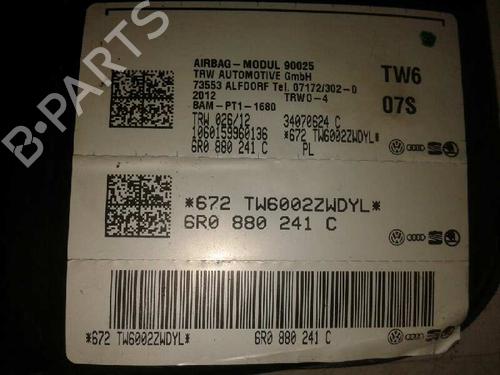 AIRBAG-MODUL 90025
TRW AUTOMOTIVE GmbH
73553 ALFDORF Tel. 07172/302-0
2012 TRWO-4
BAM-PT1-1680
TW6
07S
TRW 026/12 34070624 C
1060159960136 *672 TW6002ZWDYL*
6R0 880 241 C PL
*672 TW6002ZWDYL*
6R0 880 241 C
*672 TW6002ZWDYL* 6R0 880 241 C
B-PARTS